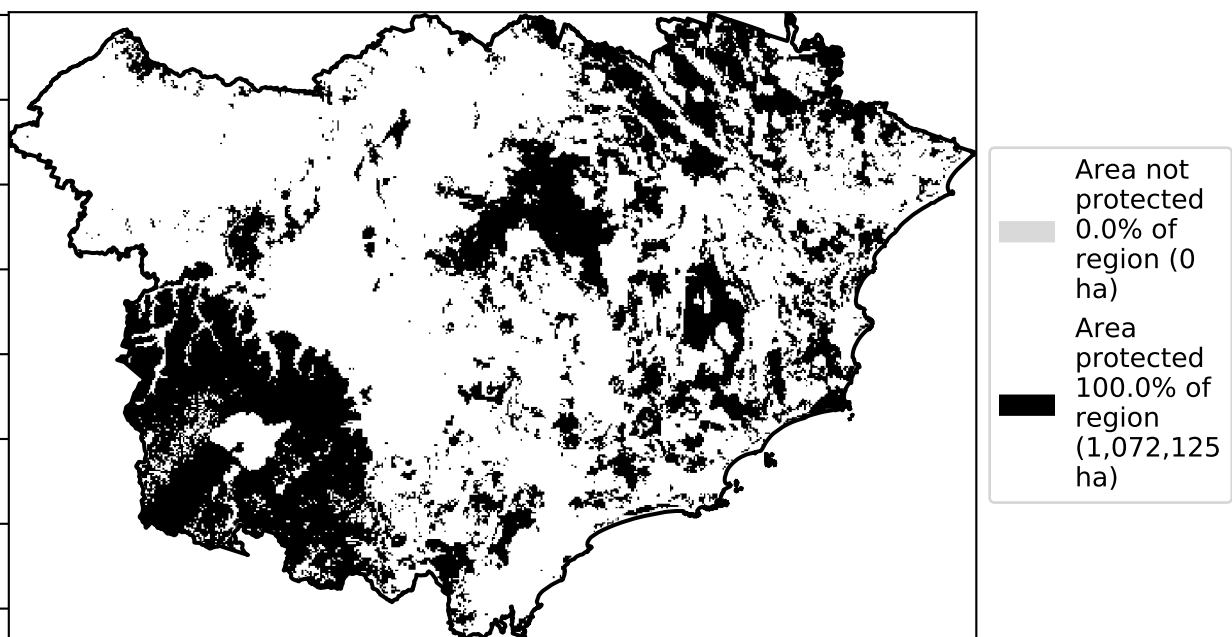 Area not
protected
0.0% of
region (0
ha)
Area
protected
100.0% of
region
(1,072,125
ha)